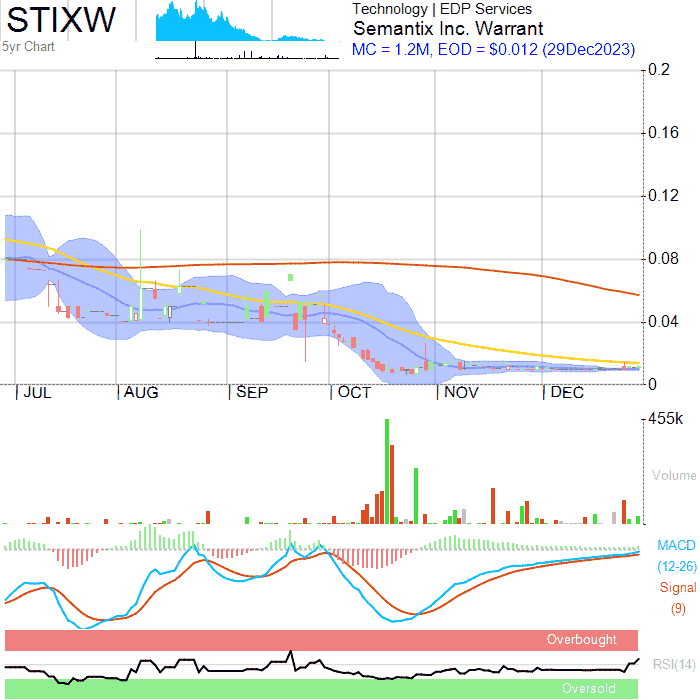 STIXW
5yr Chart
Technology | EDP Services
Semantix Inc. Warrant
MC = 1.2M, EOD = $0.012 (29Dec2023)
0.2
0.16
0.12
0.08
0.04
0
JUL AUG SEP OCT NOV DEC
455k
Volume
MACD
(12-26)
Signal
(9)
Overbought
RSI(14)
Oversold